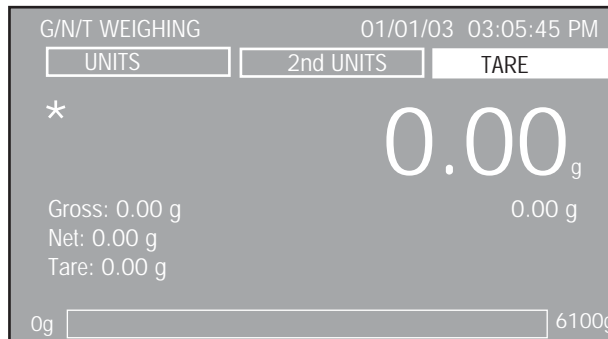 G/N/T WEIGHING 01/01/03 03:05:45 PM
UNITS 2nd UNITS TARE
*
0.00 g
Gross: 0.00 g 0.00 g
Net: 0.00 g
Tare: 0.00 g
0g 6100g